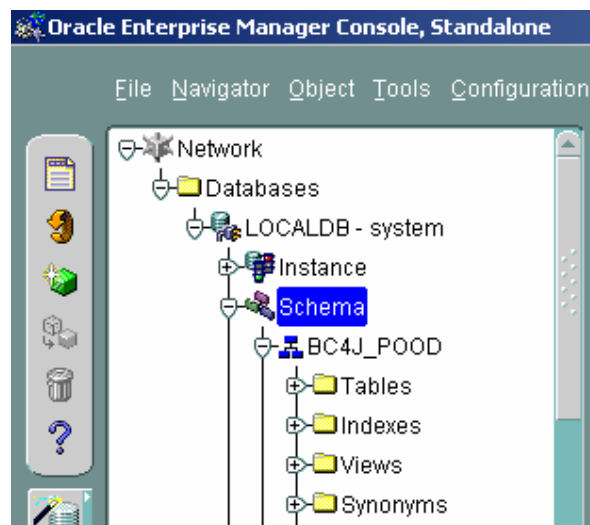 Oracle Enterprise Manager Console, Standalone
File Navigator Object Tools Configuration
Network
Databases
LOCALDB - system
Instance
Schema
BC4J_POOD
Tables
Indexes
Views
Synonyms